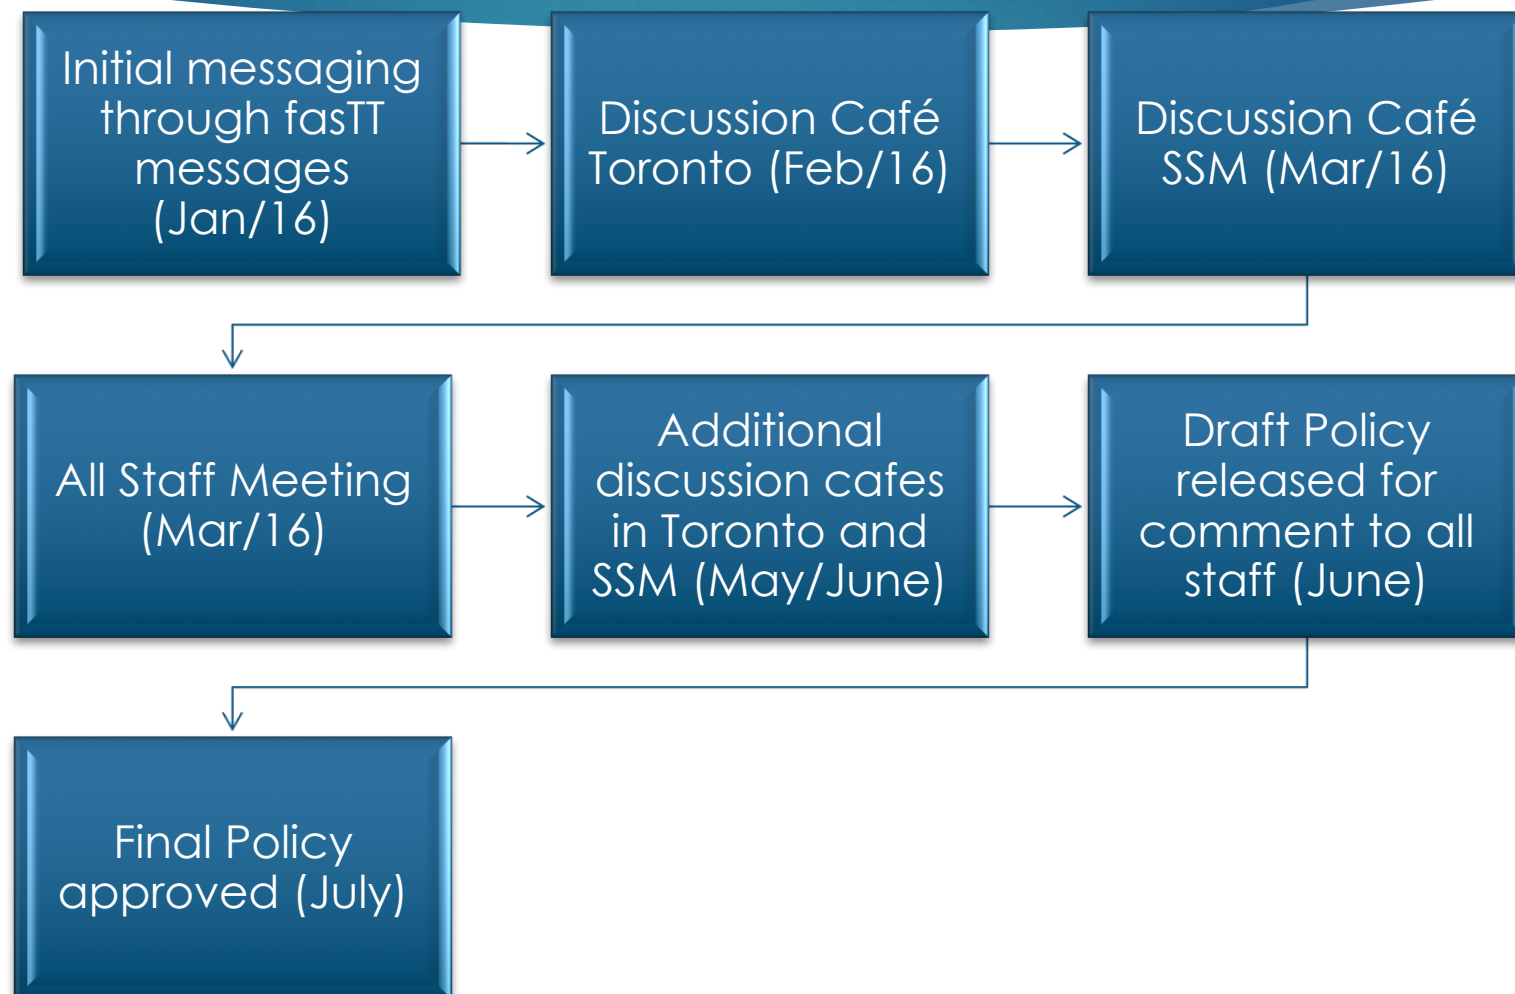 Initial messaging
through fasTT
messages
(Jan/16)
Discussion Café
Toronto (Feb/16)
Discussion Café
SSM (Mar/16)
All Staff Meeting
(Mar/16)
Additional
discussion cafes
in Toronto and
SSM (May/June)
Draft Policy
released for
comment to all
staff (June)
Final Policy
approved (July)